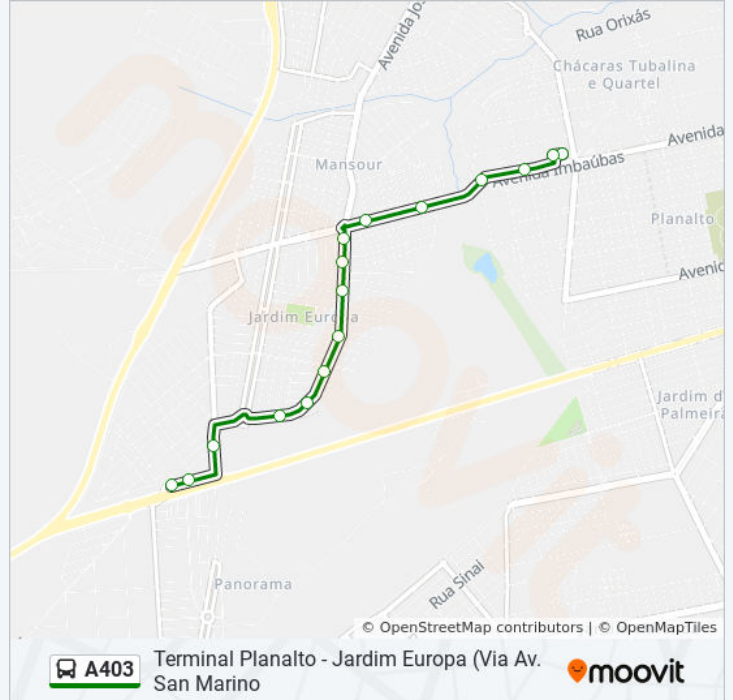 Avenida Jo
Rua Orixás
Chácaras Tubalina
e Quartel
Avenida
Mansour
Avenida Imbaúbas
Planalto
Avenid
Jardim Europa
Jardim d
Palmeira
Panorama
Rua Sinai
© OpenStreetMap contributors | © OpenMapTiles
A403
Terminal Planalto - Jardim Europa (Via Av.
San Marino
moovit